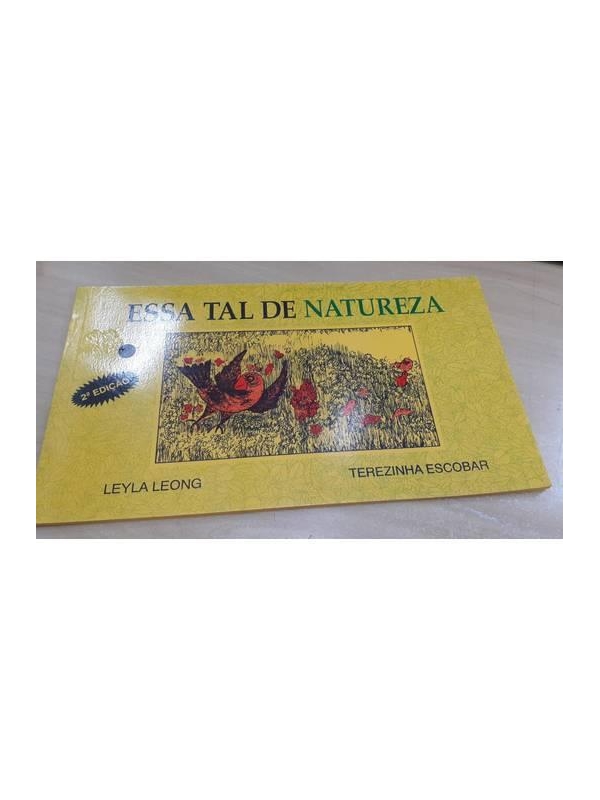 ESSA TAL DE NATUREZA
2ª EDIÇÃO
LEYLA LEONG
TEREZINHA ESCOBAR